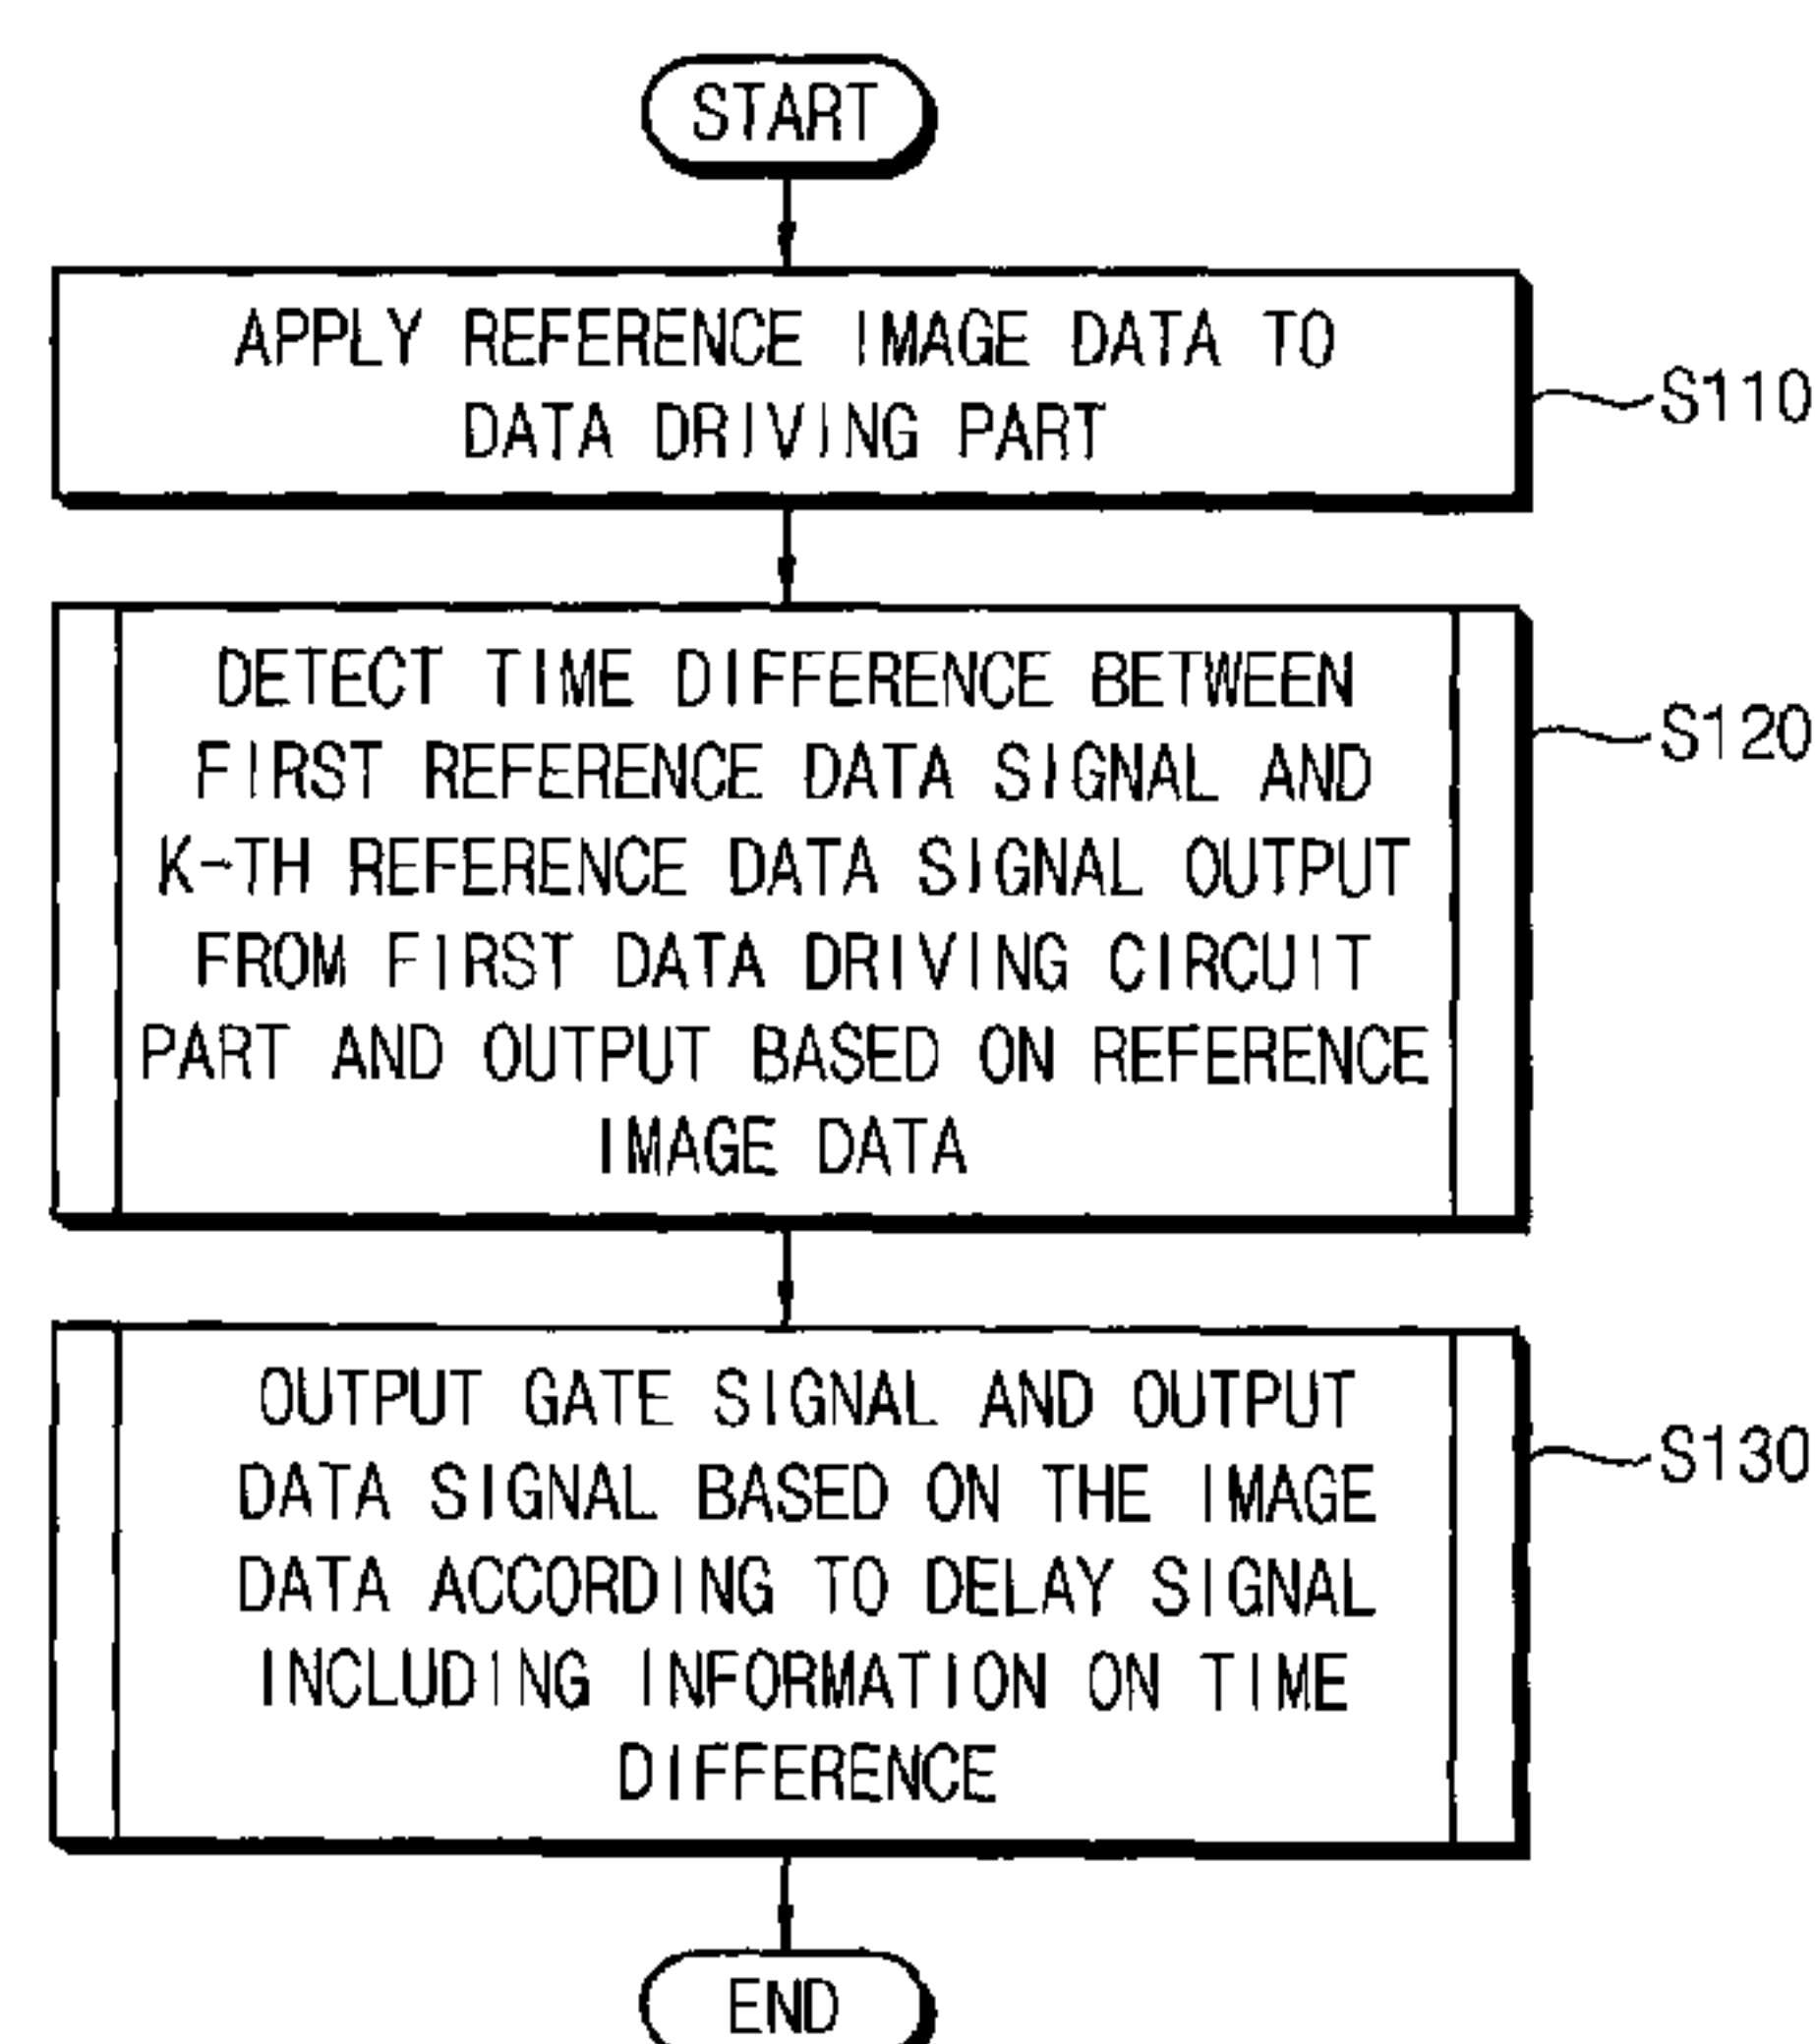 START
APPLY REFERENCE IMAGE DATA TO
DATA DRIVING PART
S110
DETECT TIME DIFFERENCE BETWEEN
FIRST REFERENCE DATA SIGNAL AND
K-TH REFERENCE DATA SIGNAL OUTPUT
FROM FIRST DATA DRIVING CIRCUIT
PART AND OUTPUT BASED ON REFERENCE
IMAGE DATA
S120
OUTPUT GATE SIGNAL AND OUTPUT
DATA SIGNAL BASED ON THE IMAGE
DATA ACCORDING TO DELAY SIGNAL
INCLUDING INFORMATION ON TIME
DIFFERENCE
S130
END